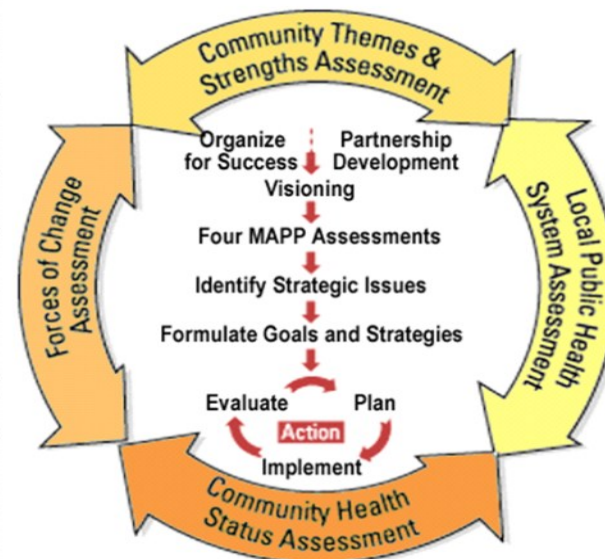 Community Themes &
Strengths Assessment
Organize
for Success
Partnership
Development
Visioning
Four MAPP Assessments
Identify Strategic Issues
Formulate Goals and Strategies
Evaluate
Plan
Action
Implement
Forces of Change
Assessment
Local Public Health
System Assessment
Community Health
Status Assessment